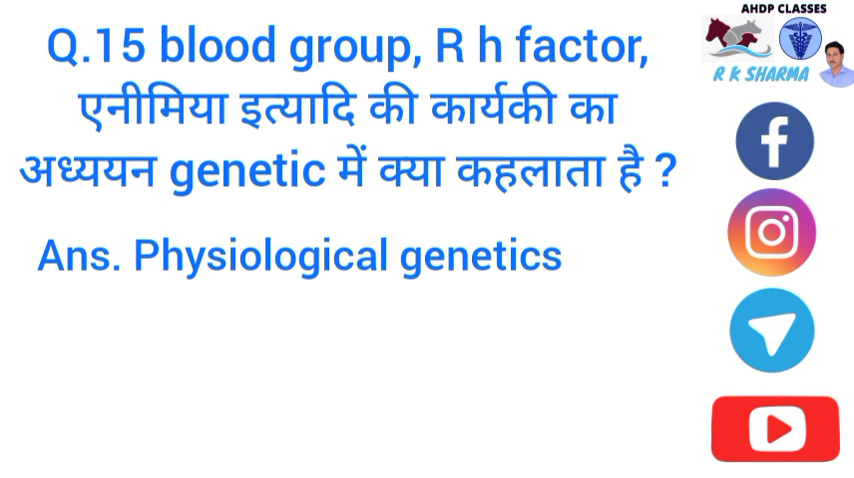 AHDP CLASSES
R K SHARMA
Q.15 blood group, R h factor,
एनीमिया इत्यादि की कार्यकी का
अध्ययन genetic में क्या कहलाता है ?
Ans. Physiological genetics